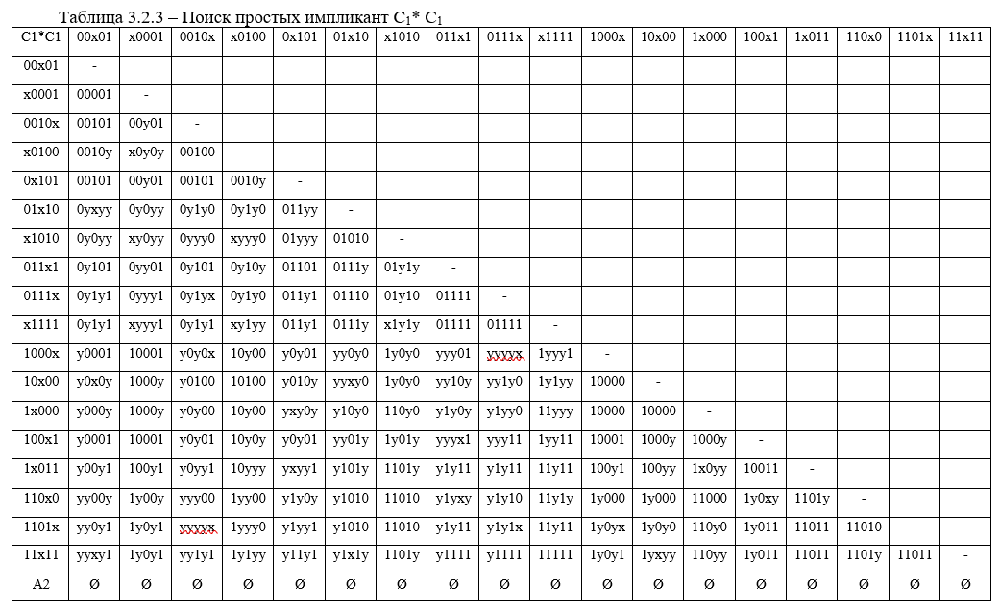 Таблица 3.2.3 – Поиск простых импликант C1* C1
C1*C1 00x01 x0001 0010x x0100 0x101 01x10 x1010 011x1 0111x x1111 1000x 10x00 1x000 100x1 1x011 110x0 1101x 11x11
00x01 -
x0001 00001 -
0010x 00101 00y01 -
x0100 0010y x0y0y 00100 -
0x101 00101 00y01 00101 0010y -
01x10 0yxyy 0y0yy 0y1y0 0y1y0 011yy -
x1010 0y0yy xy0yy 0yyy0 xyyy0 01yyy 01010 -
011x1 0y101 0yy01 0y101 0y10y 01101 0111y 01y1y -
0111x 0y1y1 0yyy1 0y1yx 0y1y0 011y1 01110 01y10 01111 -
x1111 0y1y1 xyyy1 0y1y1 xy1yy 011y1 0111y x1y1y 01111 01111 -
1000x y0001 10001 y0y0x 10y00 y0y01 yy0y0 1y0y0 yyy01 yyyyx 1yyy1 -
10x00 y0x0y 1000y y0100 10100 y010y yyxy0 1y0y0 yy10y yy1y0 1y1yy 10000 -
1x000 y000y 1000y y0y00 10y00 yxy0y y10y0 110y0 y1y0y y1yy0 11yyy 10000 10000 -
100x1 y0001 10001 y0y01 10y0y y0y01 yy01y 1y01y yyyx1 yyy11 1yy11 10001 1000y 1000y -
1x011 y00y1 100y1 y0yy1 10yyy yxyy1 y101y 1101y y1y11 y1y11 11y11 100y1 100yy 1x0yy 10011 -
110x0 yy00y 1y00y yyy00 1yy00 y1y0y y1010 11010 y1yxy y1y10 11y1y 1y000 1y000 11000 1y0xy 1101y -
1101x yy0y1 1y0y1 yyyyx 1yyy0 y1yy1 y1010 11010 y1y11 y1y1x 11y11 1y0yx 1y0y0 110y0 1y011 11011 11010 -
11x11 yyxy1 1y0y1 yy1y1 1y1yy y11y1 y1x1y 1101y y1111 y1111 11111 1y0y1 1yxyy 110yy 1y011 11011 1101y 11011 -
A2 Ø Ø Ø Ø Ø Ø Ø Ø Ø Ø Ø Ø Ø Ø Ø Ø Ø Ø